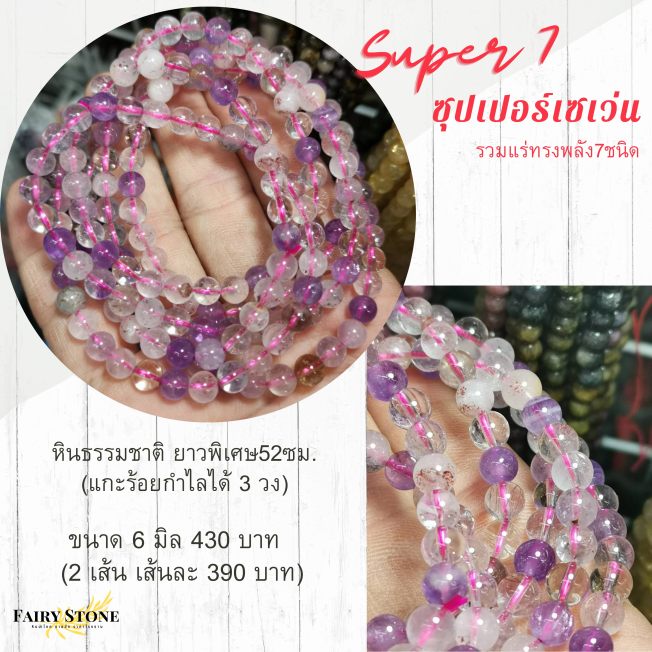 Super 7
ซุปเปอร์เซเว่น
รวมแร่ทรงพลัง7ชนิด
หินธรรมชาติ ยาวพิเศษ52ซม.
(แกะร้อยกำไลได้ 3 วง)
ขนาด 6 มิล 430 บาท
(2 เส้น เส้นละ 390 บาท)
FAIRY STONE